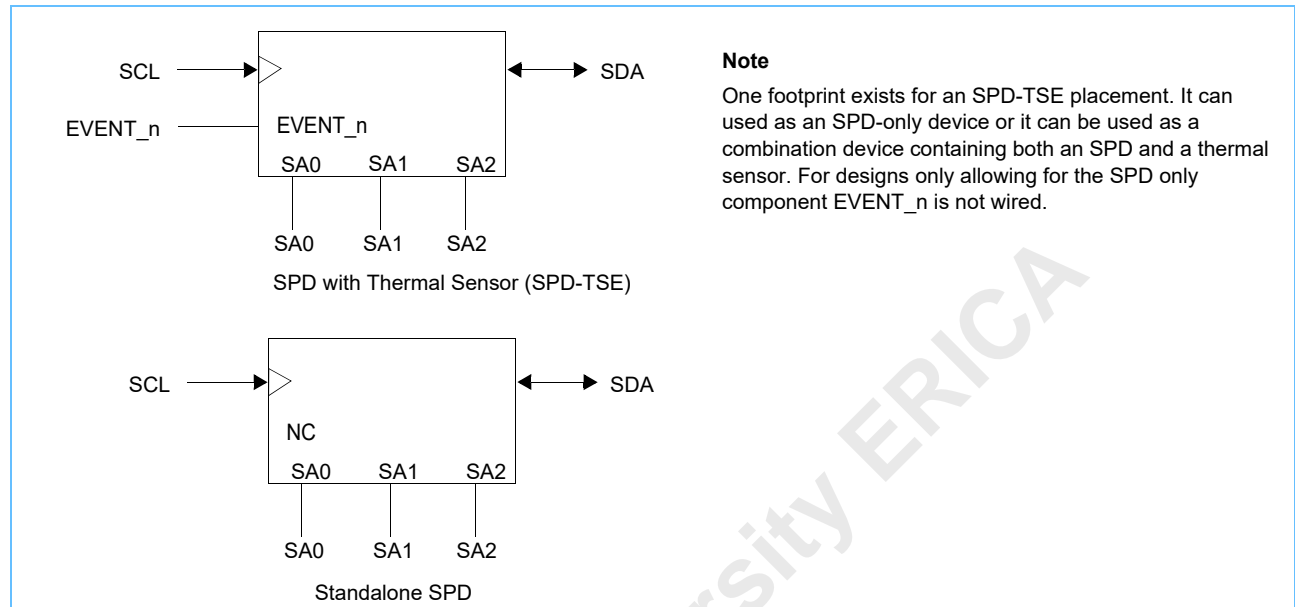 SCL
SDA
EVENT_n
EVENT_n
SA0 SA1 SA2
SA0 SA1 SA2
SPD with Thermal Sensor (SPD-TSE)
SCL
SDA
NC
SA0 SA1 SA2
SA0 SA1 SA2
Standalone SPD
Note
One footprint exists for an SPD-TSE placement. It can
used as an SPD-only device or it can be used as a
combination device containing both an SPD and a thermal
sensor. For designs only allowing for the SPD only
component EVENT_n is not wired.
rsity ERICA